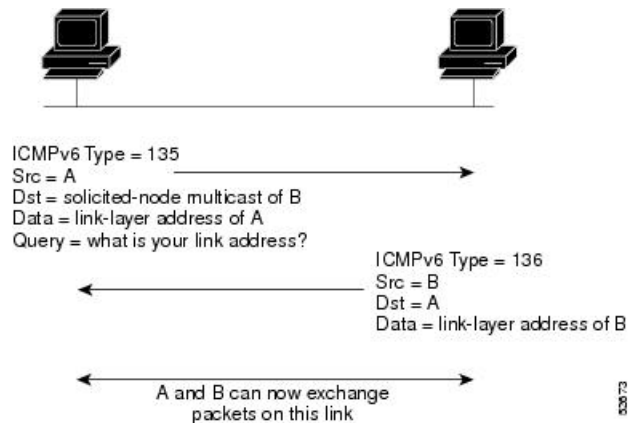 ICMPv6 Type = 135
Src = A
Dst = solicited-node multicast of B
Data = link-layer address of A
Query = what is your link address?
ICMPv6 Type = 136
Src = B
Dst = A
Data = link-layer address of B
A and B can now exchange
packets on this link